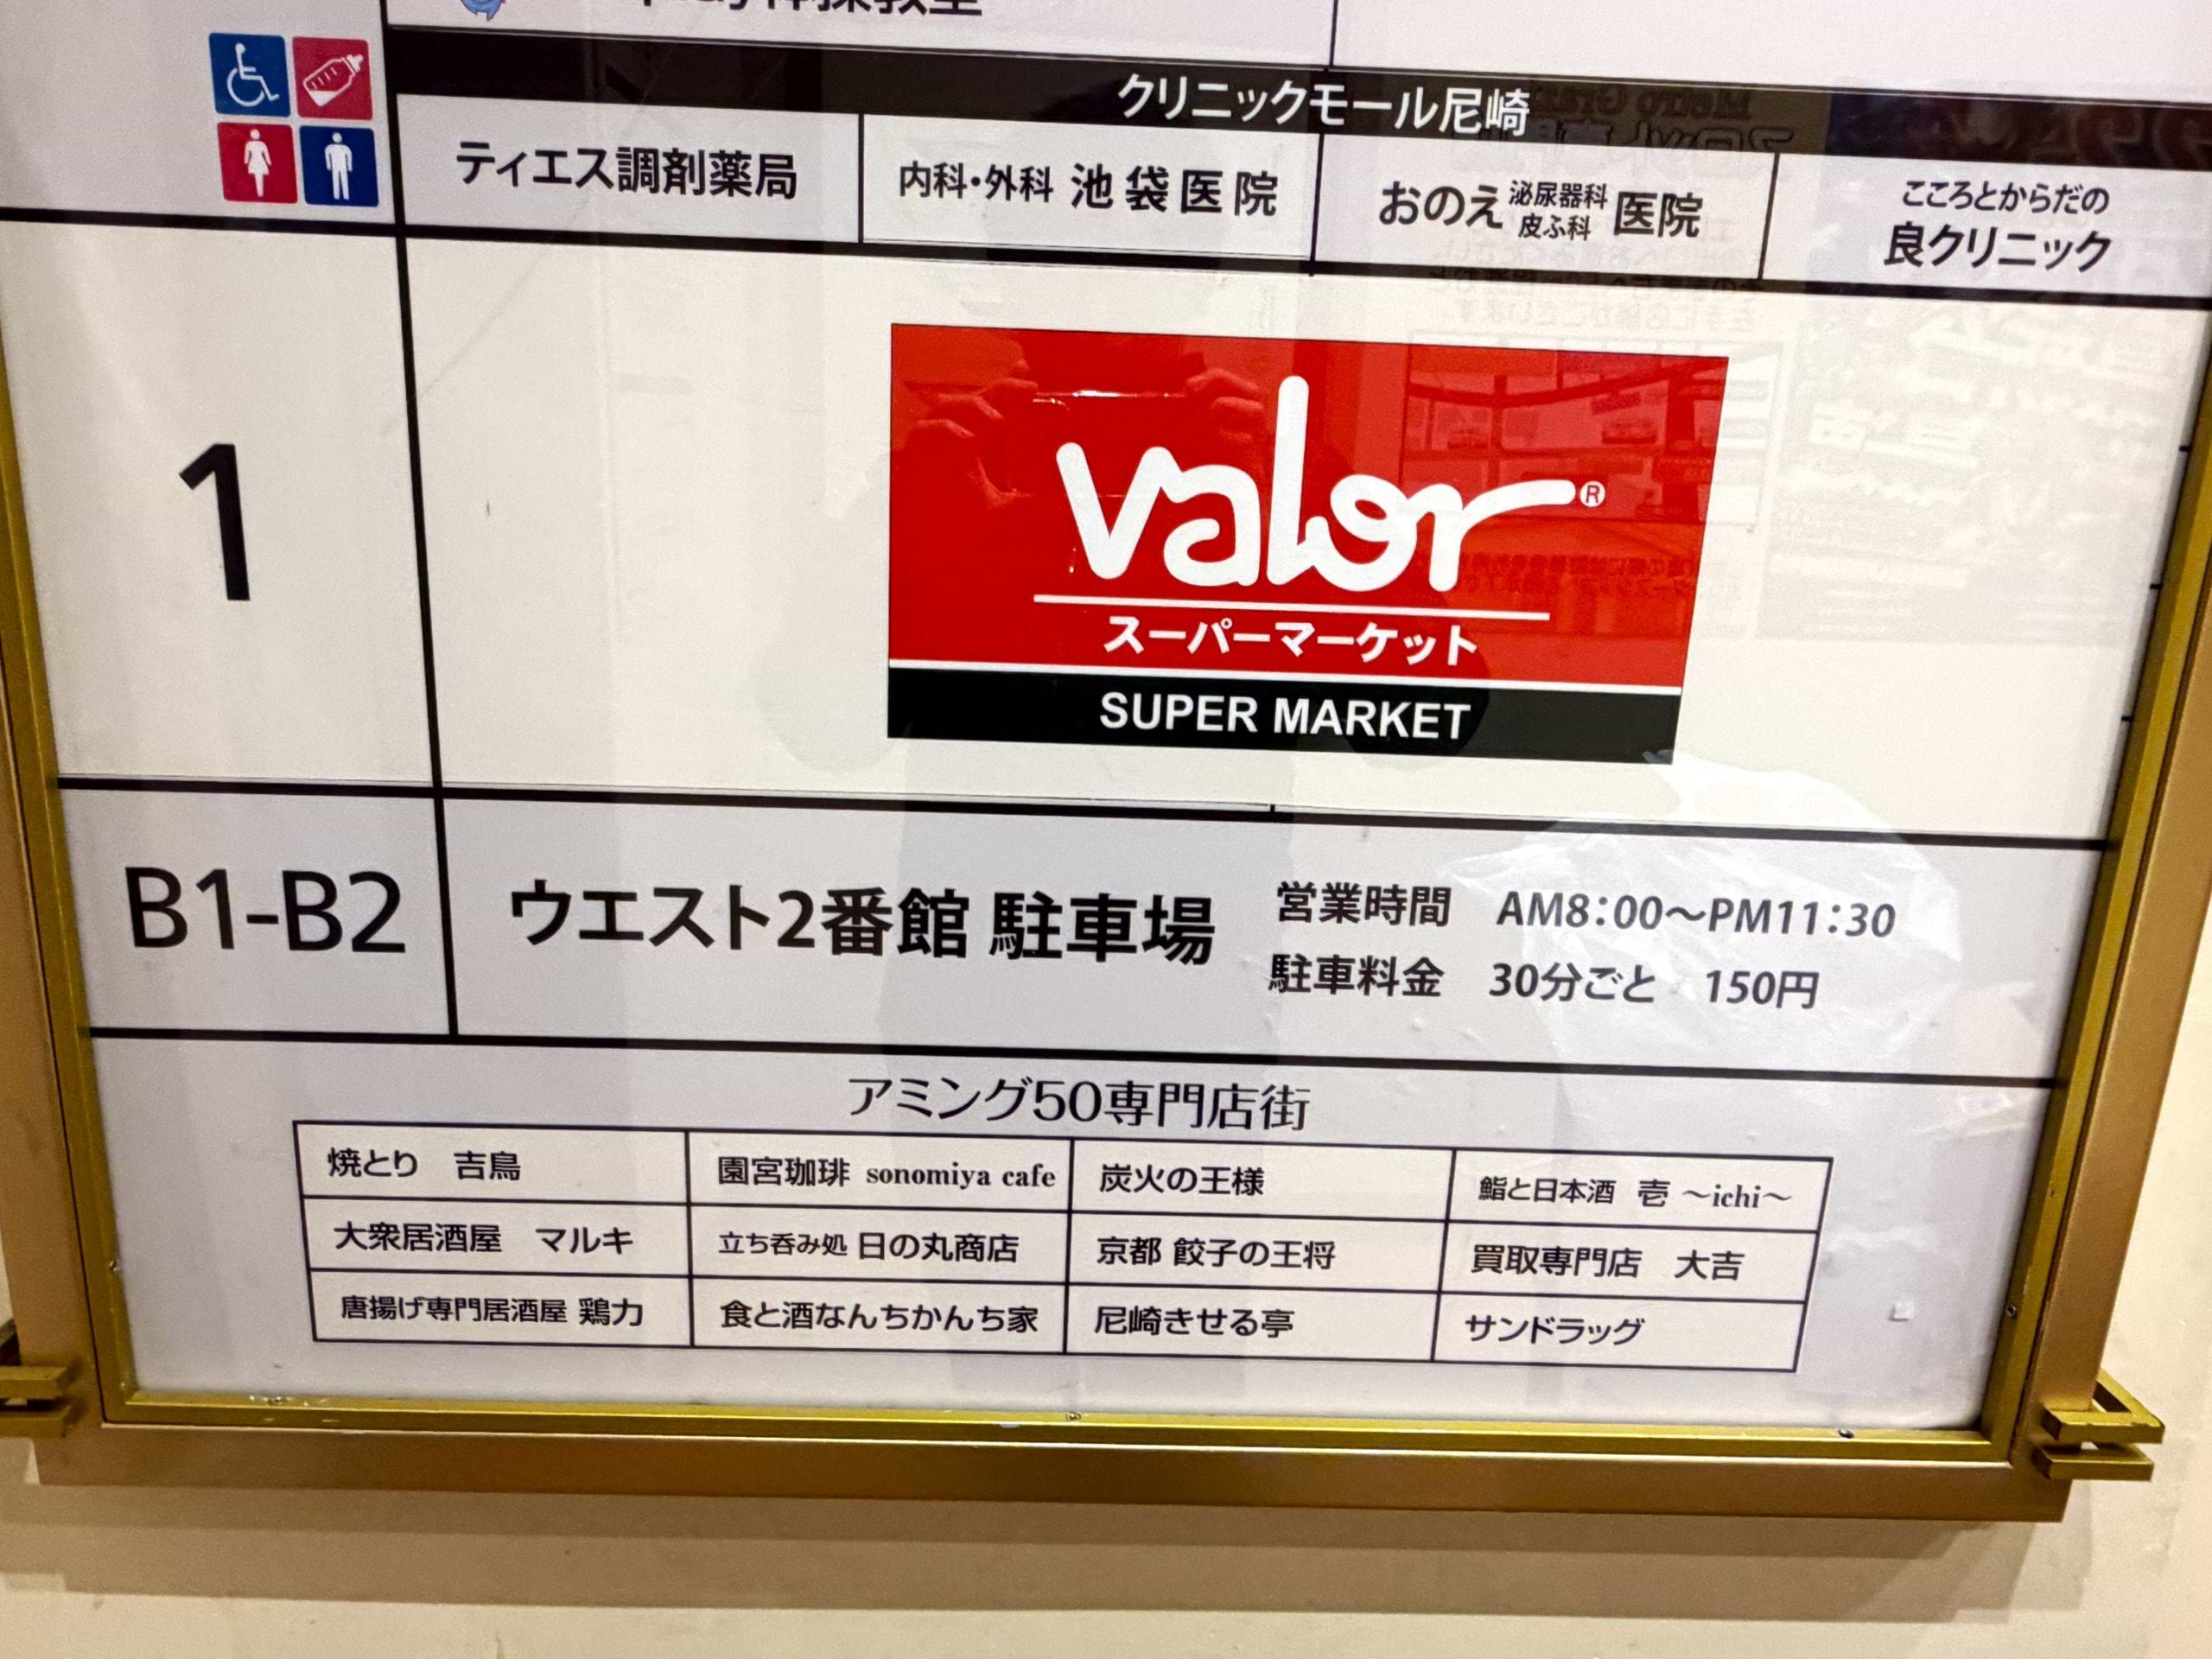 体操教室
クリニックモール尼崎
ティエス調剤薬局
内科・外科 池袋医院
おのえ 泌尿器科 皮ふ科 医院
こころとからだの
良クリニック
1
valor®
スーパーマーケット
SUPER MARKET
B1-B2
ウエスト2番館 駐車場
営業時間 AM8:00～PM11:30
駐車料金 30分ごと 150円
アミング50専門店街
焼とり 吉鳥
園宮珈琲 sonomiya cafe
炭火の王様
鮨と日本酒 壱 ～ichi～
大衆居酒屋 マルキ
立ち呑み処 日の丸商店
京都 餃子の王将
買取専門店 大吉
唐揚げ専門居酒屋 鶏力
食と酒なんちかんち家
尼崎きせる亭
サンドラッグ